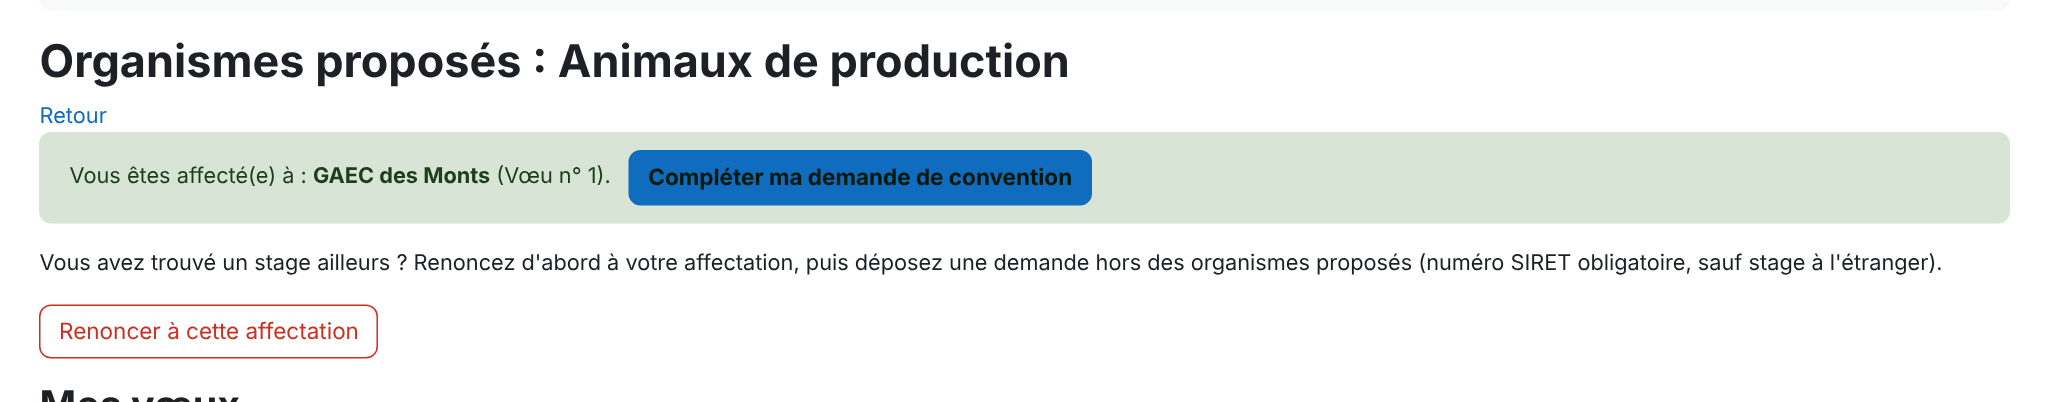 Organismes proposés : Animaux de production
Retour
Vous êtes affecté(e) à : GAEC des Monts (Vœu n° 1). Compléter ma demande de convention
Vous avez trouvé un stage ailleurs ? Renoncez d'abord à votre affectation, puis déposez une demande hors des organismes proposés (numéro SIRET obligatoire, sauf stage à l'étranger).
Renoncer à cette affectation
Mes vœux